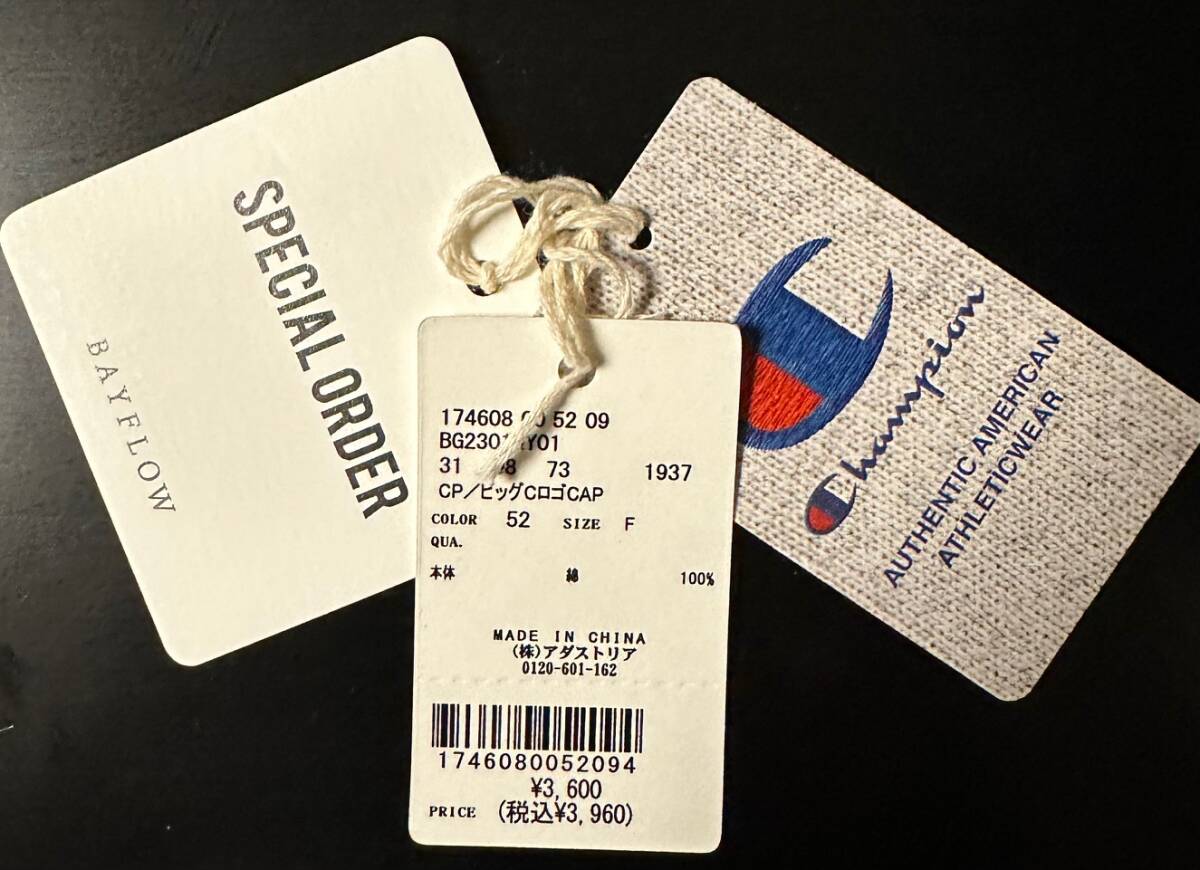 SPECIAL ORDER
BAYFLOW
174608 52 09
31 73 1937
CP／ビッグCロゴCAP
COLOR 52 SIZE F
QUA.
本体 綿 100%
MADE IN CHINA
(株)アダストリア
0120-601-162
1746080052094
¥3,600
PRICE (税込¥3,960)
Champion
AUTHENTIC AMERICAN
ATHLETICWEAR